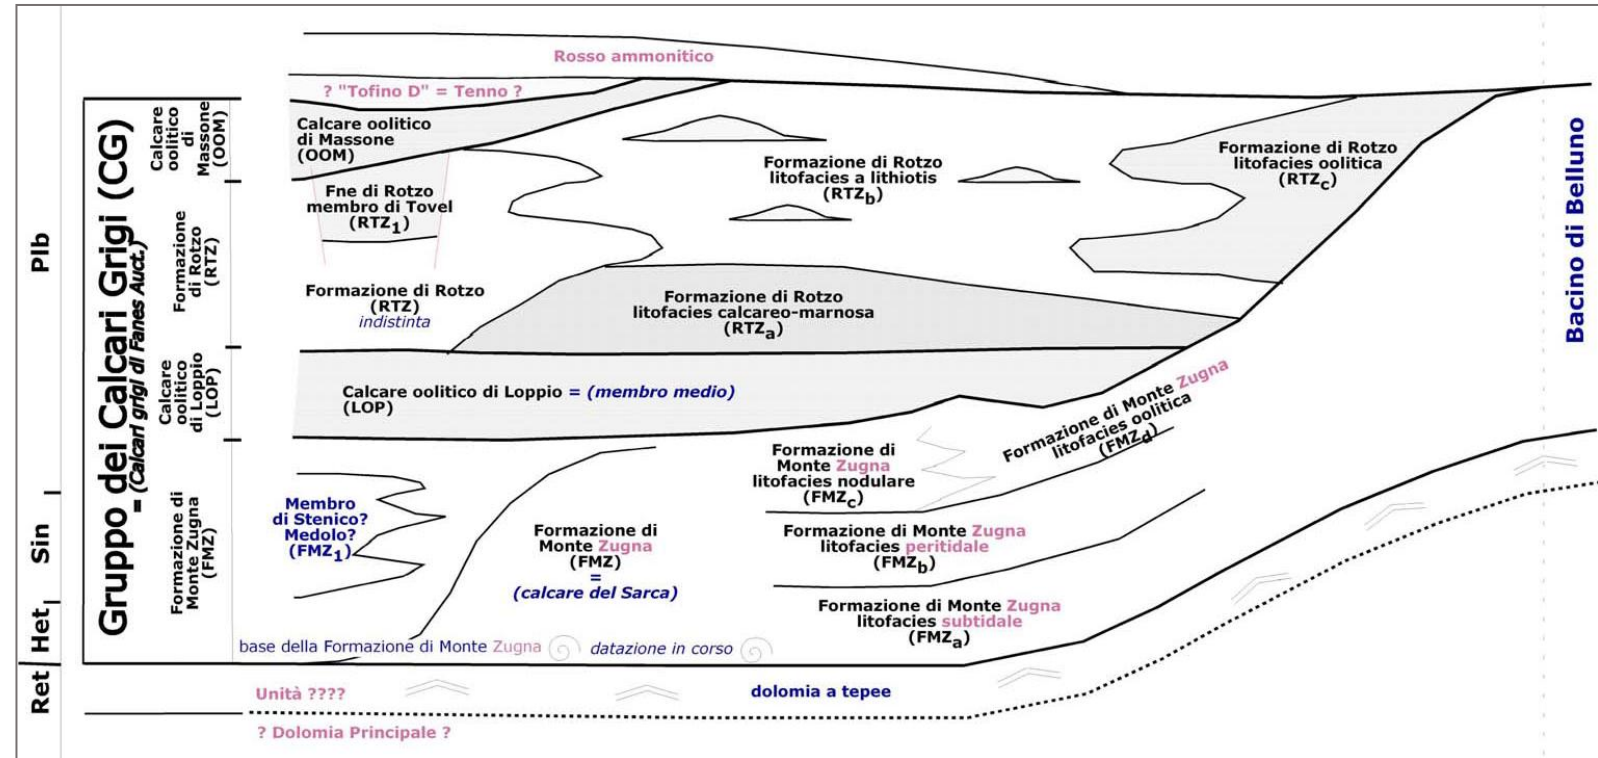 Rosso ammonitico
? "Tofino D" = Tenno ?
Gruppo dei Calcari Grigi (CG)
= (Calcari grigi di Fanes Auct.)
Calcare
oolitico
di
Massone
(OOM)
Formazione
di Rotzo
(RTZ)
Calcare
oolitico
di Loppio
(LOP)
Formazione di
Monte Zugna
(FMZ)
Plb
Sin
Het
Ret
Calcare oolitico
di Massone
(OOM)
Fne di Rotzo
membro di Tovel
(RTZ1)
Formazione di Rotzo
(RTZ)
indistinta
Formazione di Rotzo
litofacies a lithiotis
(RTZb)
Formazione di Rotzo
litofacies oolitica
(RTZc)
Formazione di Rotzo
litofacies calcareo-marnosa
(RTZa)
Bacino di Belluno
Calcare oolitico di Loppio = (membro medio)
(LOP)
Formazione di Monte Zugna
litofacies oolitica
(FMZd)
Formazione di
Monte Zugna
litofacies nodulare
(FMZc)
Membro
di Stenico?
Medolo?
(FMZ1)
Formazione di
Monte Zugna
(FMZ)
=
(calcare del Sarca)
Formazione di Monte Zugna
litofacies peritidale
(FMZb)
Formazione di Monte Zugna
litofacies subtidale
(FMZa)
base della Formazione di Monte Zugna datazione in corso
Unità ????
dolomia a tepee
? Dolomia Principale ?